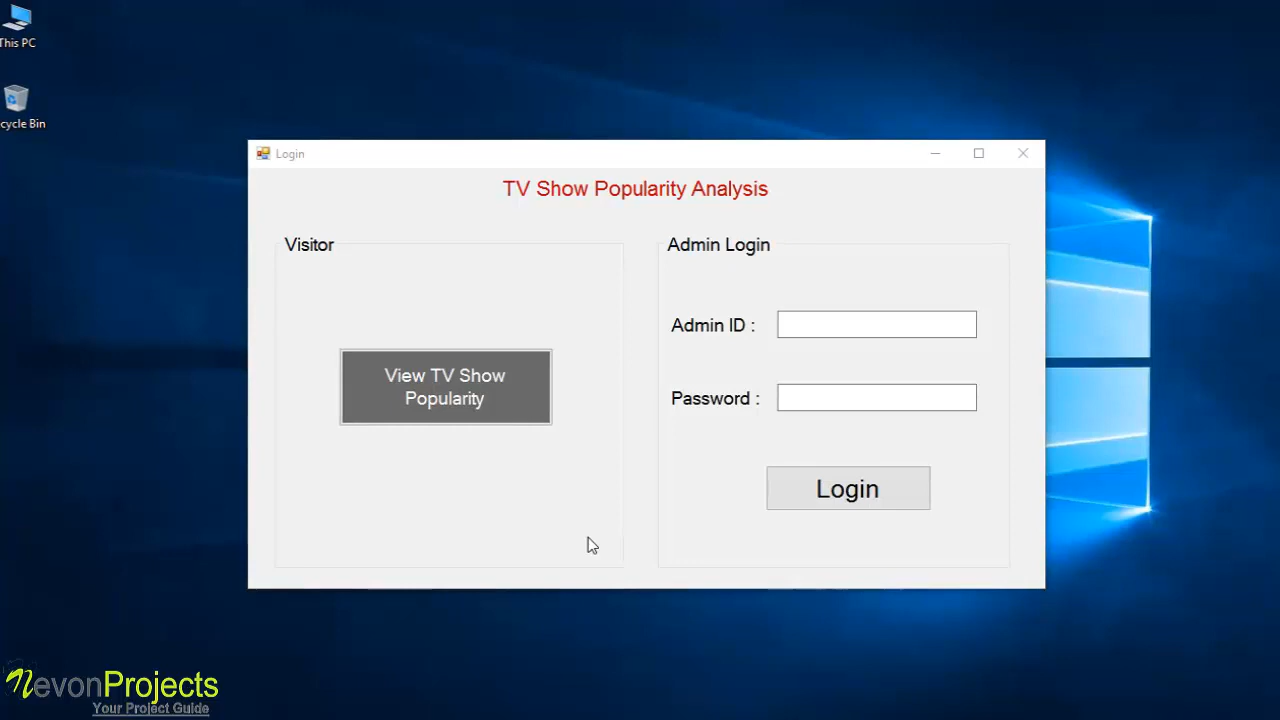 This PC
cycle Bin
Login
TV Show Popularity Analysis
Visitor
View TV Show
Popularity
Admin Login
Admin ID :
Password :
Login
NevonProjects
Your Project Guide